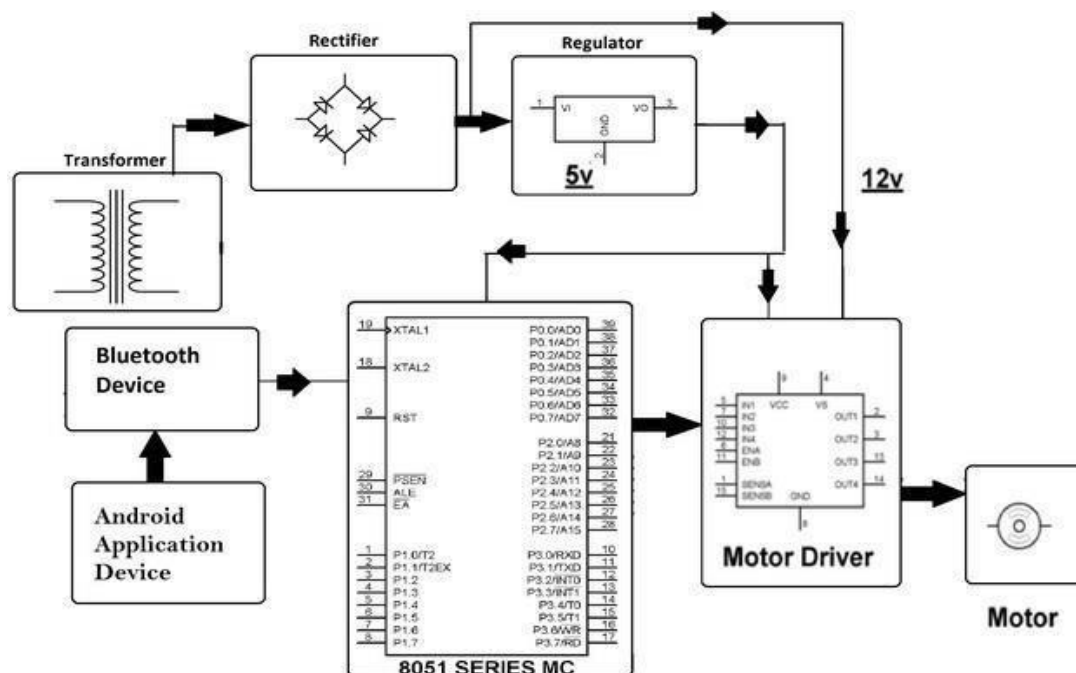 Rectifier
Regulator
1
VI
VO
3
GND
2
5v
12v
Transformer
Bluetooth
Device
Android
Application
Device
19
XTAL1
18
XTAL2
9
RST
29
PSEN
30
ALE
31
EA
1
P1.0/T2
2
P1.1/T2EX
3
P1.2
4
P1.3
5
P1.4
6
P1.5
7
P1.6
8
P1.7
P0.0/AD0
39
P0.1/AD1
38
P0.2/AD2
37
P0.3/AD3
36
P0.4/AD4
35
P0.5/AD5
34
P0.6/AD6
33
P0.7/AD7
32
P2.0/A8
21
P2.1/A9
22
P2.2/A10
23
P2.3/A11
24
P2.4/A12
25
P2.5/A13
26
P2.6/A14
27
P2.7/A15
28
P3.0/RXD
10
P3.1/TXD
11
P3.2/INT0
12
P3.3/INT1
13
P3.4/T0
14
P3.5/T1
15
P3.6/WR
16
P3.7/RD
17
8051 SERIES MC
9
4
VCC
VS
5
IN1
7
IN2
10
IN3
12
IN4
6
ENA
11
ENB
1
SENSA
15
SENSB
OUT1
2
OUT2
3
OUT3
13
OUT4
14
GND
8
Motor Driver
Motor